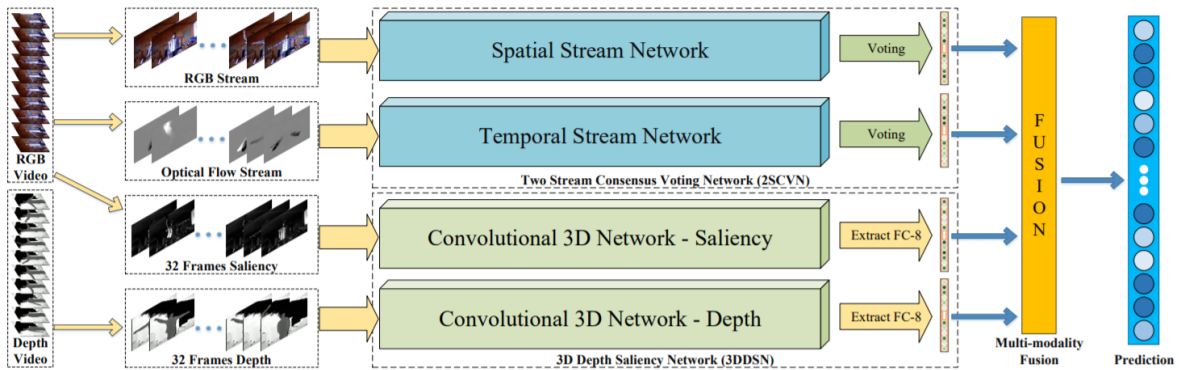 RGB
Video
Depth
Video
RGB Stream
Optical Flow Stream
32 Frames Saliency
32 Frames Depth
Spatial Stream Network
Voting
Temporal Stream Network
Voting
Two Stream Consensus Voting Network (2SCVN)
Convolutional 3D Network - Saliency
Extract FC-8
Convolutional 3D Network - Depth
Extract FC-8
3D Depth Saliency Network (3DDSN)
FUSION
Multi-modality
Fusion
Prediction